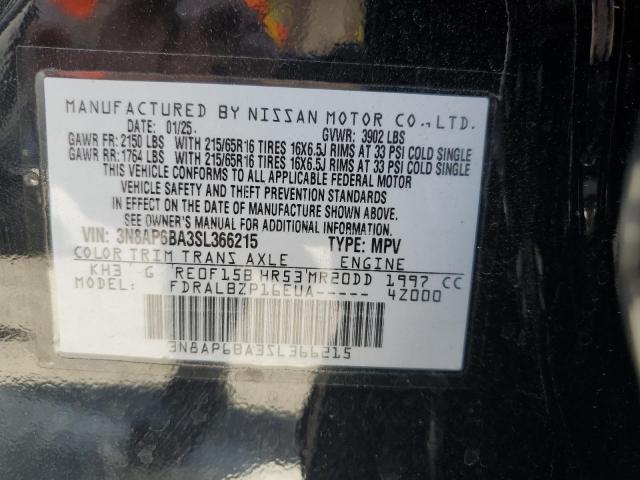 MANUFACTURED BY NISSAN MOTOR CO., LTD.
DATE: 01/25. GVWR: 3902 LBS
GAWR FR: 2150 LBS WITH 215/65R16 TIRES 16X6.5J RIMS AT 33 PSI COLD SINGLE
GAWR RR: 1764 LBS WITH 215/65R16 TIRES 16X6.5J RIMS AT 33 PSI COLD SINGLE
THIS VEHICLE CONFORMS TO ALL APPLICABLE FEDERAL MOTOR
VEHICLE SAFETY AND THEFT PREVENTION STANDARDS
IN EFFECT ON THE DATE OF MANUFACTURE SHOWN ABOVE.
SEE OWNER'S MANUAL FOR ADDITIONAL INFORMATION.
VIN: 3N8AP6BA3SL366215 TYPE: MPV
COLOR TRIM TRANS AXLE ENGINE
KH3 G RE0F15B HR53 MR20DD 1997 CC
MODEL: FDRALBZP16EUA----- 4Z000
3N8AP6BA3SL366215